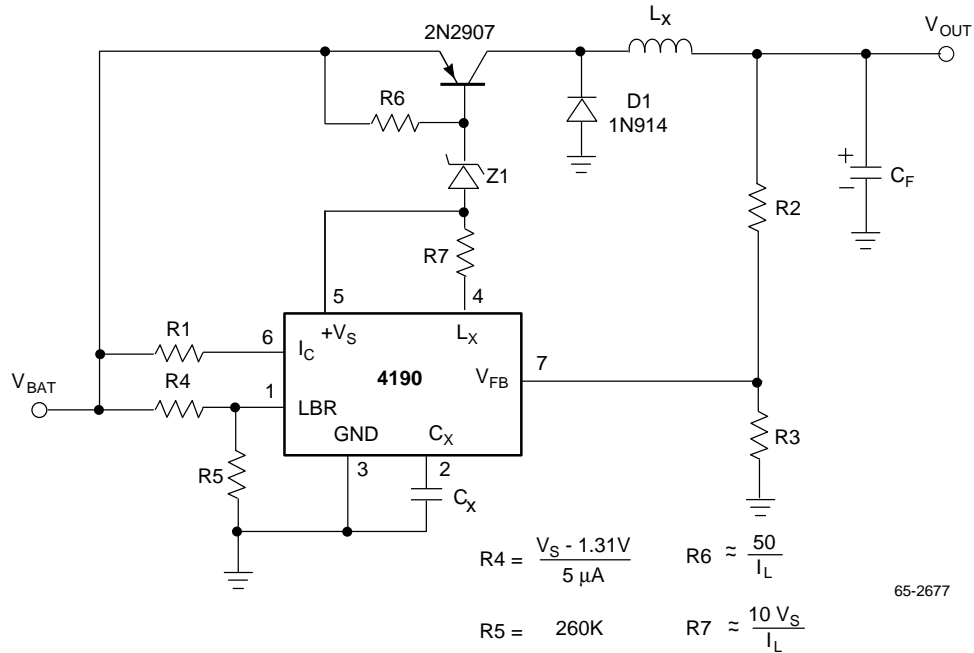 2N2907
LX
VOUT
R6
D1
1N914
Z1
+
−
CF
R2
R7
5
4
+VS
LX
R1
6
IC
7
VBAT
4190
VFB
R4
1
LBR
GND
CX
R3
R5
3
2
CX
R4 = VS - 1.31V / 5 µA
R6 ≈ 50 / IL
65-2677
R5 = 260K
R7 ≈ 10 VS / IL